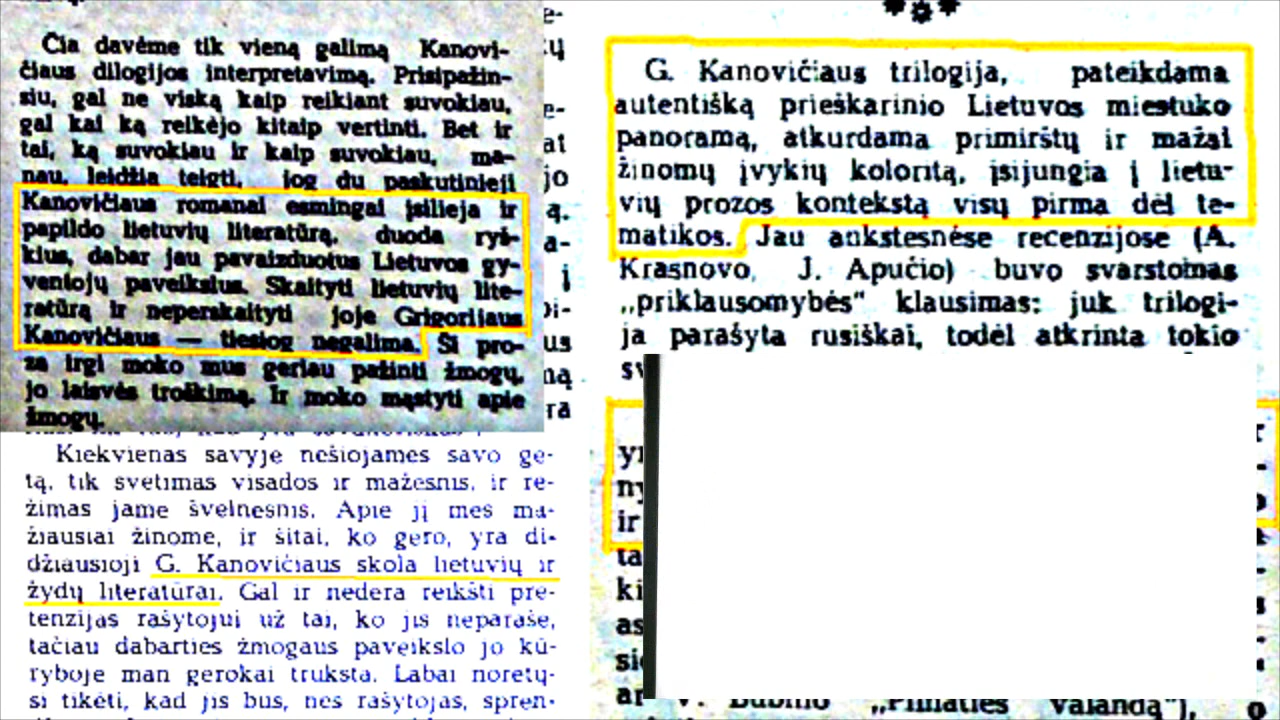 Čia davėme tik vieną galimą Kanovi-
čiaus dilogijos interpretavimą. Prisipažin-
siu, gal ne viską kaip reikiant suvokiau,
gal kai ką reikėjo kitaip vertinti. Bet ir
tai, ką suvokiau ir kaip suvokiau, ma-
nau, leidžia teigti, jog du paskutinieji
Kanovičiaus romanai esmingai įsilieja ir
papildo lietuvių literatūrą, duoda ryš-
kius, dabar jau pavaizduotus Lietuvos gy-
ventojų paveikslus. Skaityti lietuvių lite-
ratūrą ir neperskaityti joje Grigorijaus
Kanovičiaus — tiesiog negalima. Ši pro-
za irgi moko mus geriau pažinti žmogų,
jo laisvės troškimą. Ir moko mąstyti apie
žmogų.
Kiekvienas savyje nešiojamės savo ge-
tą, tik svetimas visados ir mažesnis, ir re-
žimas jame švelnesnis. Apie jį mes ma-
žiausiai žinome, ir šitai, ko gero, yra di-
džiausioji G. Kanovičiaus skola lietuvių ir
žydų literatūrai. Gal ir nedera reikšti pre-
tenzijas rašytojui už tai, ko jis neparašė,
tačiau dabarties žmogaus paveikslo jo kū-
ryboje man gerokai trūksta. Labai norėtų-
si tikėti, kad jis bus, nes rašytojas, spren-
***
G. Kanovičiaus trilogija, pateikdama
autentišką prieškarinio Lietuvos miestuko
panoramą, atkurdama primirštų ir mažai
žinomų įvykių koloritą, įsijungia į lietu-
vių prozos kontekstą visų pirma dėl te-
matikos. Jau ankstesnėse recenzijose (A.
Krasnovo, J. Apučio) buvo svarstomas
„priklausomybės" klausimas: juk trilogi-
ja parašyta rusiškai, todėl atkrinta tokio
ir
ta
ki
as
V. Bubnio „Pilnaties valanda"),